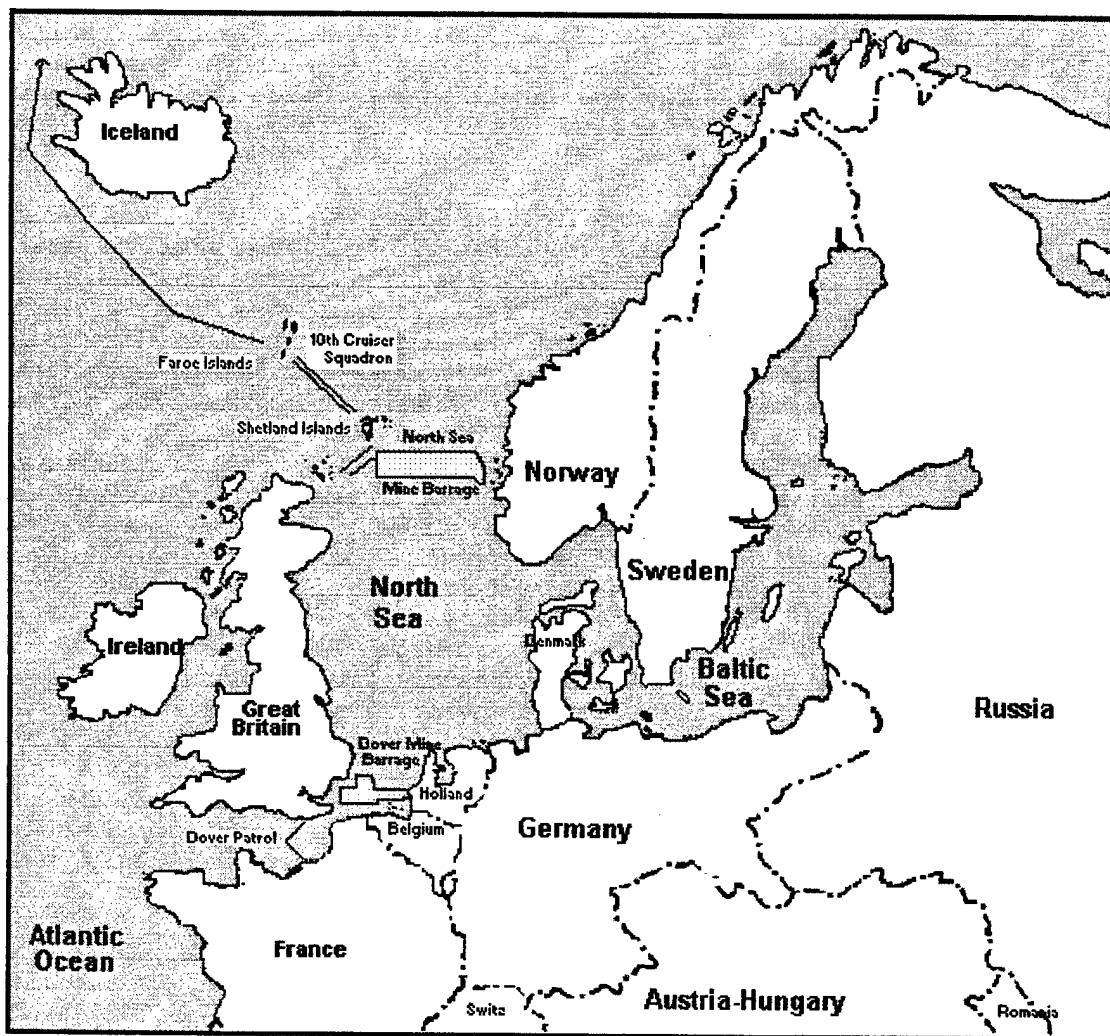 Iceland
10th Cruiser
Squadron
Faroe Islands
Shetland Islands
North Sea
Mine Barrage
Norway
Sweden
North
Sea
Denmark
Ireland
Baltic
Sea
Great
Britain
Russia
Dover Mine
Barrage
Holland
Germany
Belgium
Dover Patrol
Atlantic
Ocean
France
Switz
Austria-Hungary
Romania